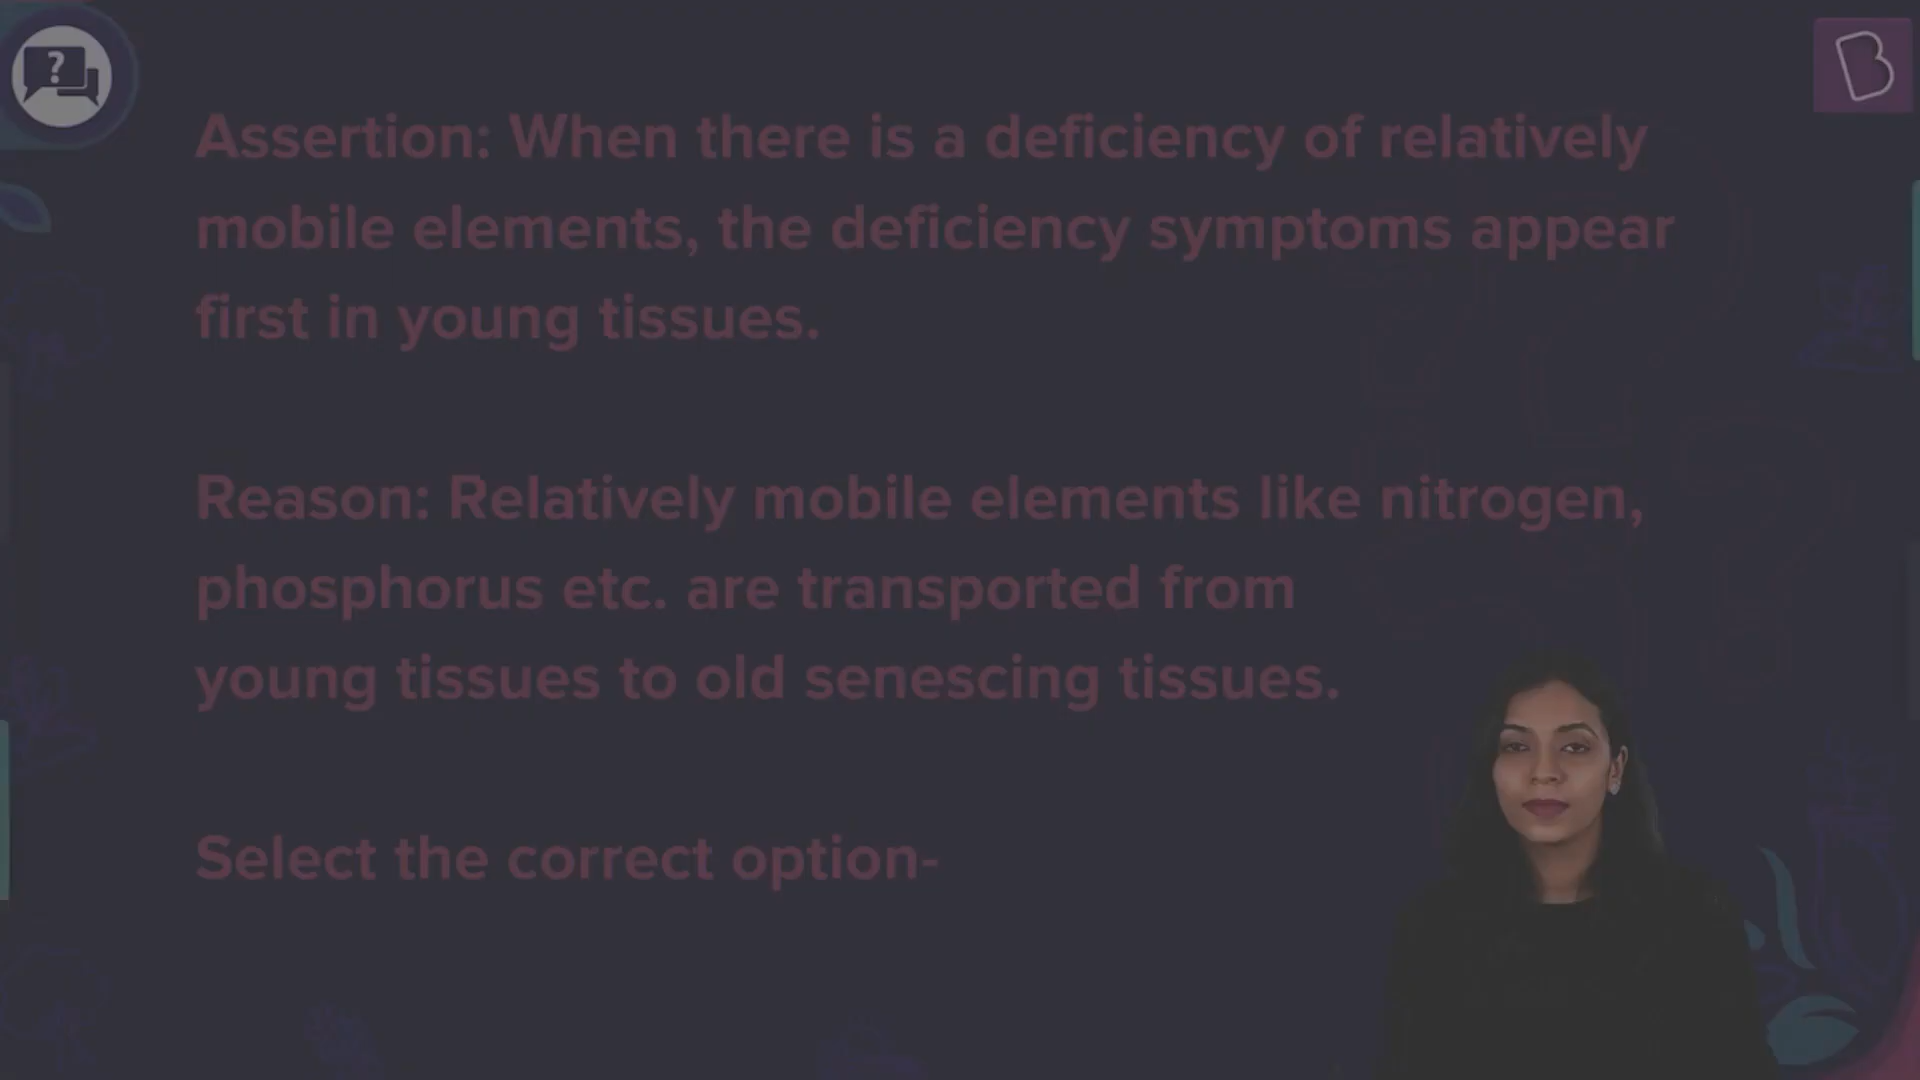 ?
B
Assertion: When there is a deficiency of relatively
mobile elements, the deficiency symptoms appear
first in young tissues.
Reason: Relatively mobile elements like nitrogen,
phosphorus etc. are transported from
young tissues to old senescing tissues.
Select the correct option-